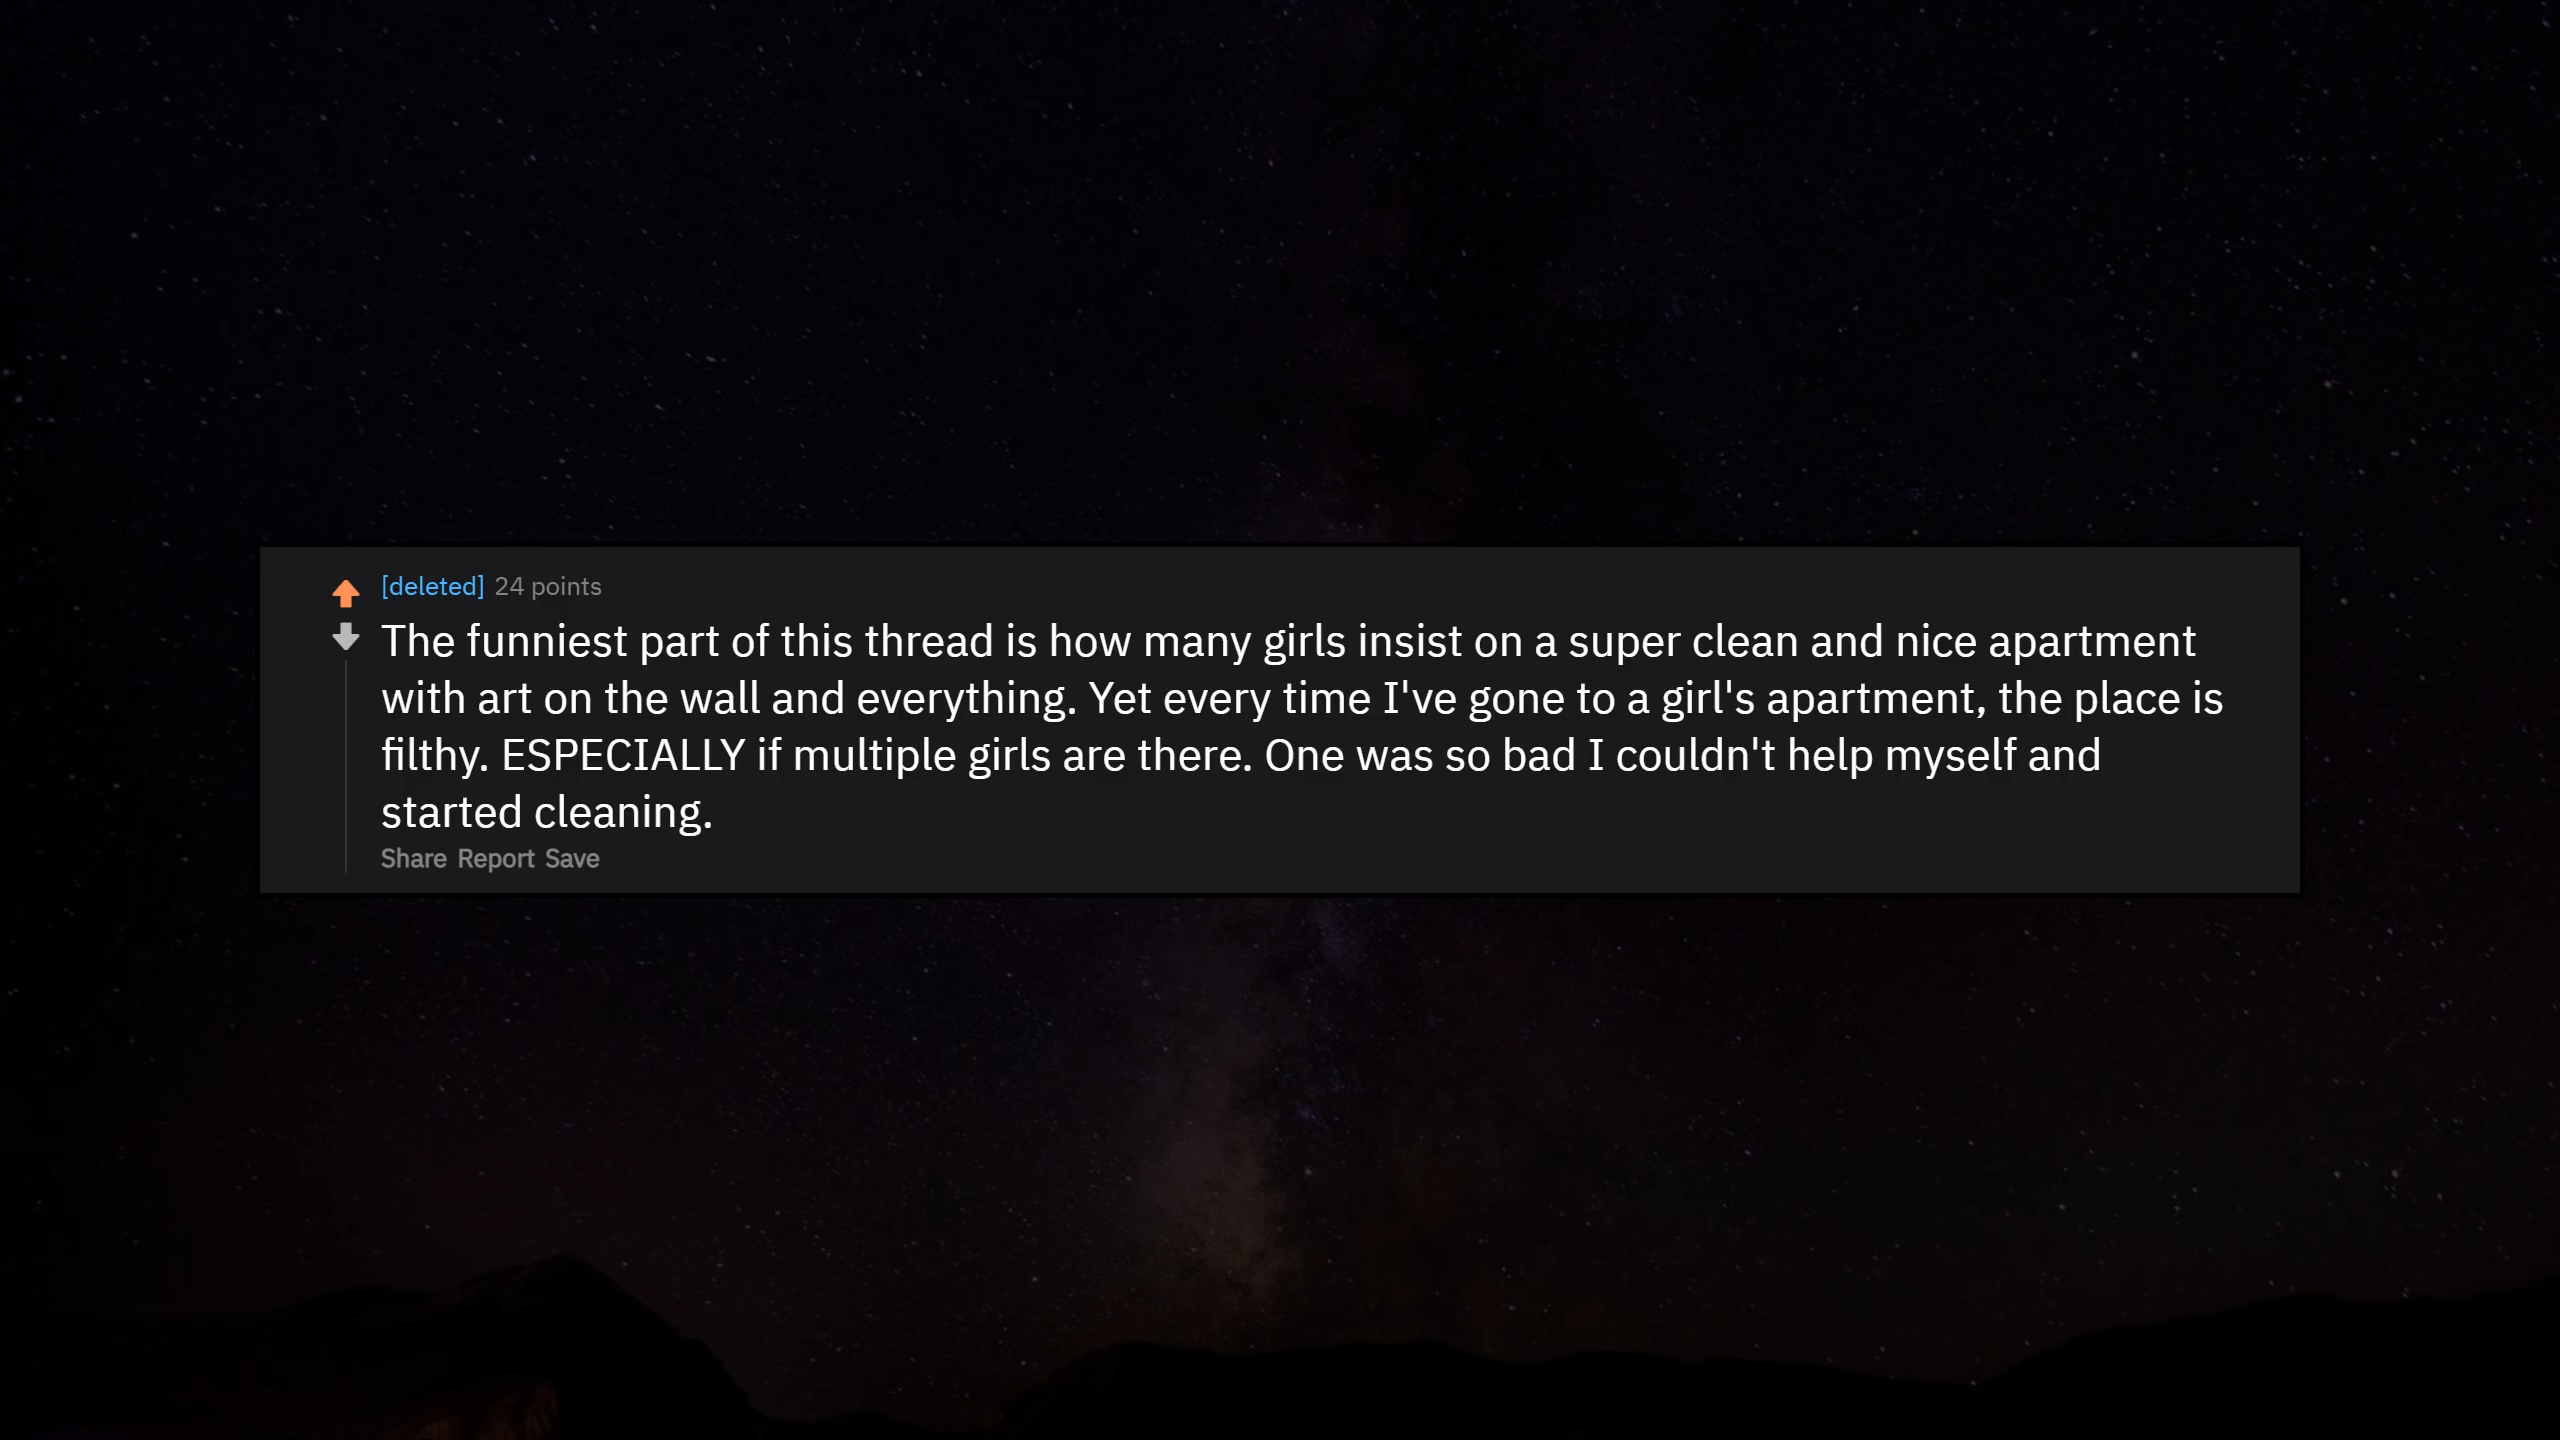 [deleted] 24 points
The funniest part of this thread is how many girls insist on a super clean and nice apartment
with art on the wall and everything. Yet every time I've gone to a girl's apartment, the place is
filthy. ESPECIALLY if multiple girls are there. One was so bad I couldn't help myself and
started cleaning.
Share Report Save